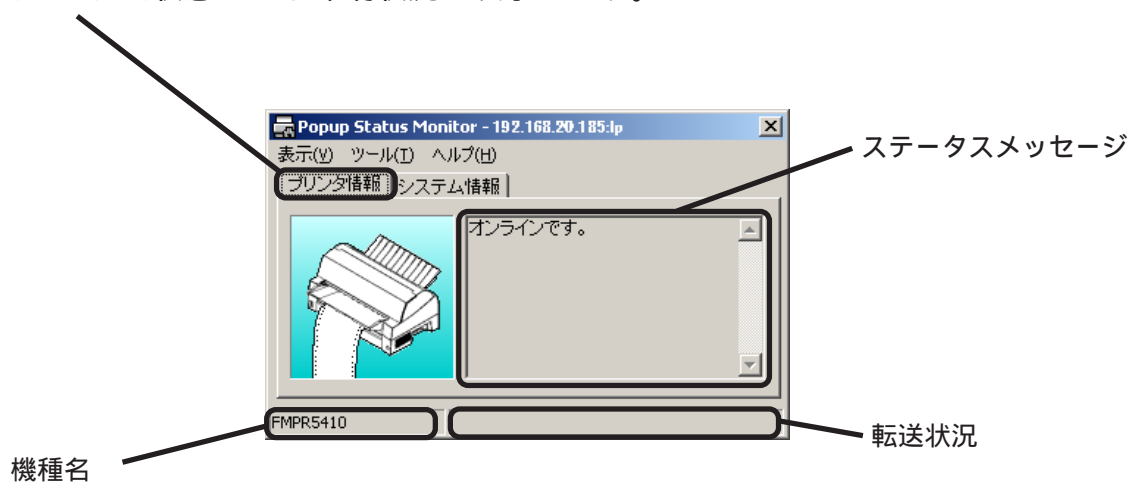 Popup Status Monitor - 192.168.20.185:lp
表示(V) ツール(T) ヘルプ(H)
プリンタ情報 システム情報
オンラインです。
ステータスメッセージ
FMPR5410
転送状況
機種名